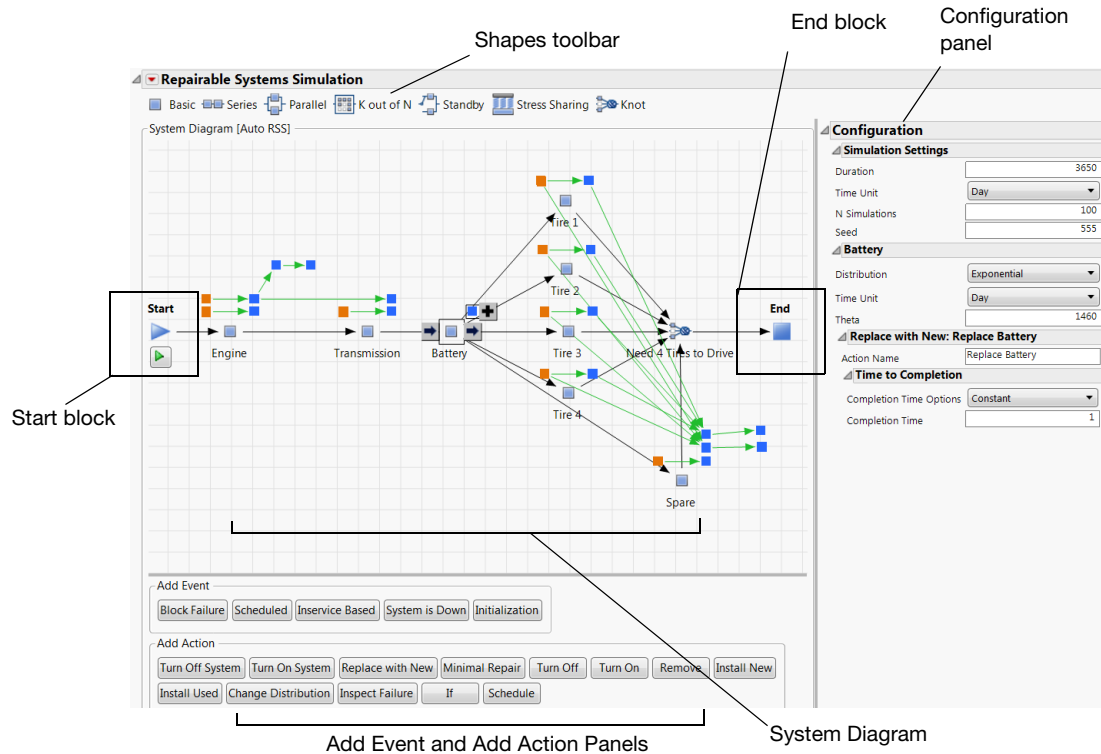 End block
Configuration
panel
Shapes toolbar
Repairable Systems Simulation
Basic Series Parallel K out of N Standby Stress Sharing Knot
System Diagram [Auto RSS]
Configuration
Simulation Settings
Duration 3650
Time Unit Day
N Simulations 100
Seed 555
Battery
Distribution Exponential
Time Unit Day
Theta 1460
Replace with New: Replace Battery
Action Name Replace Battery
Time to Completion
Completion Time Options Constant
Completion Time 1
Tire 1
Tire 2
Start
End
Engine Transmission Battery Tire 3 Need 4 Tires to Drive
Tire 4
Start block
Spare
Add Event
Block Failure Scheduled Inservice Based System is Down Initialization
Add Action
Turn Off System Turn On System Replace with New Minimal Repair Turn Off Turn On Remove Install New
Install Used Change Distribution Inspect Failure If Schedule
System Diagram
Add Event and Add Action Panels